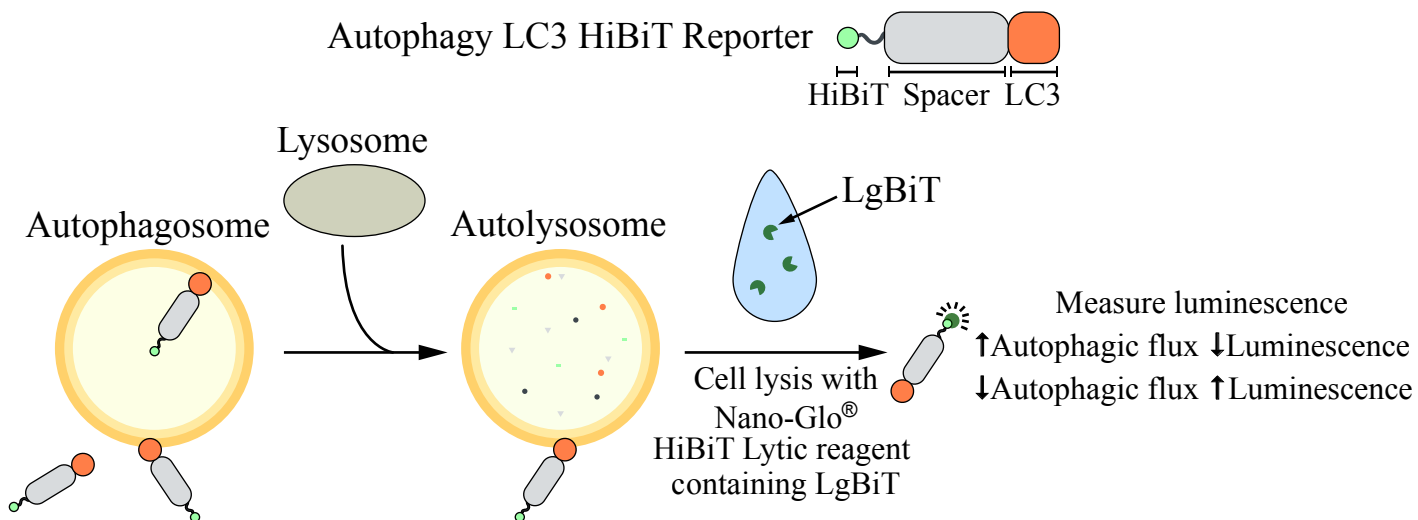 Autophagy LC3 HiBiT Reporter
HiBiT Spacer LC3
Lysosome
LgBiT
Autophagosome
Autolysosome
Measure luminescence
↑Autophagic flux ↓Luminescence
↓Autophagic flux ↑Luminescence
Cell lysis with
Nano-Glo®
HiBiT Lytic reagent
containing LgBiT